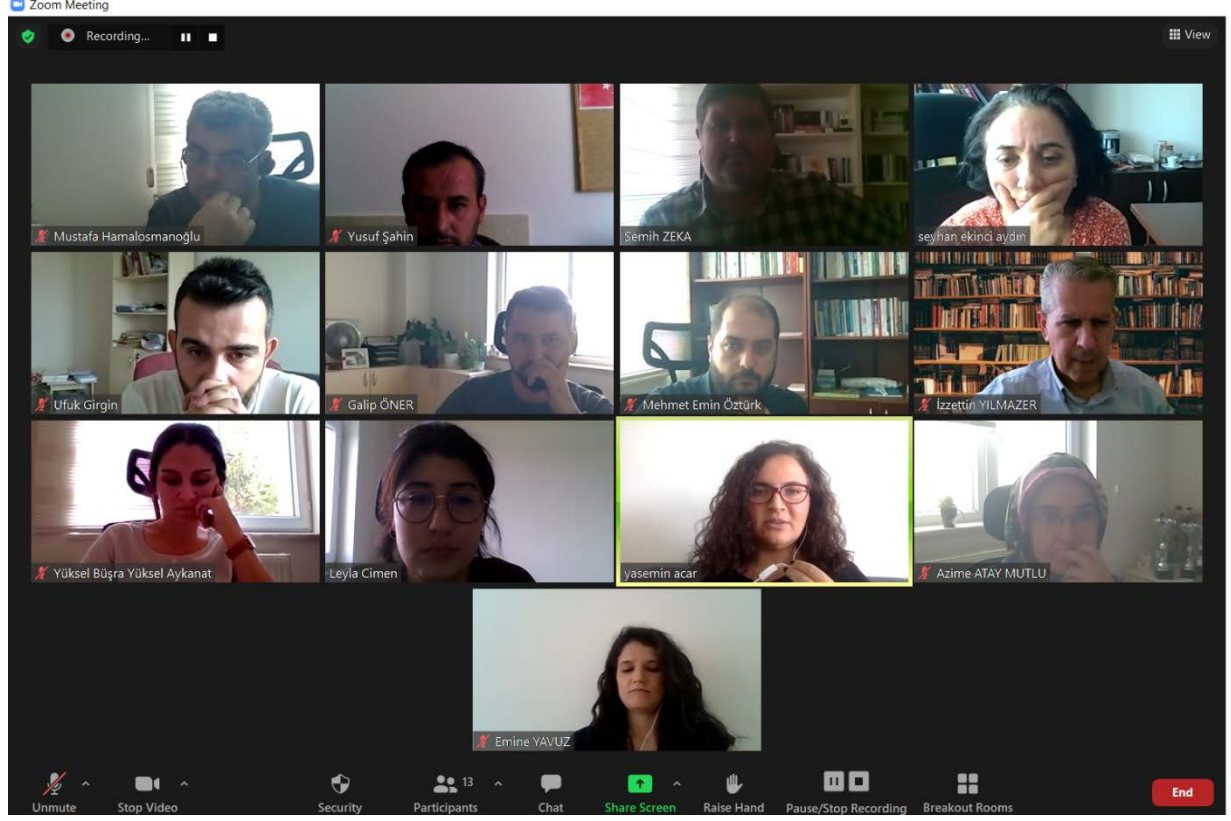 Zoom Meeting
Recording...
View
Mustafa Hamalosmanoğlu
Yusuf Şahin
Semih ZEKA
seyhan ekinci aydın
Ufuk Girgin
Galip ÖNER
Mehmet Emin Öztürk
İzzettin YILMAZER
Yüksel Büşra Yüksel Aykanat
Leyla Cimen
yasemin acar
Azime ATAY MUTLU
Emine YAVUZ
Unmute
Stop Video
Security
Participants
13
Chat
Share Screen
Raise Hand
Pause/Stop Recording
Breakout Rooms
End